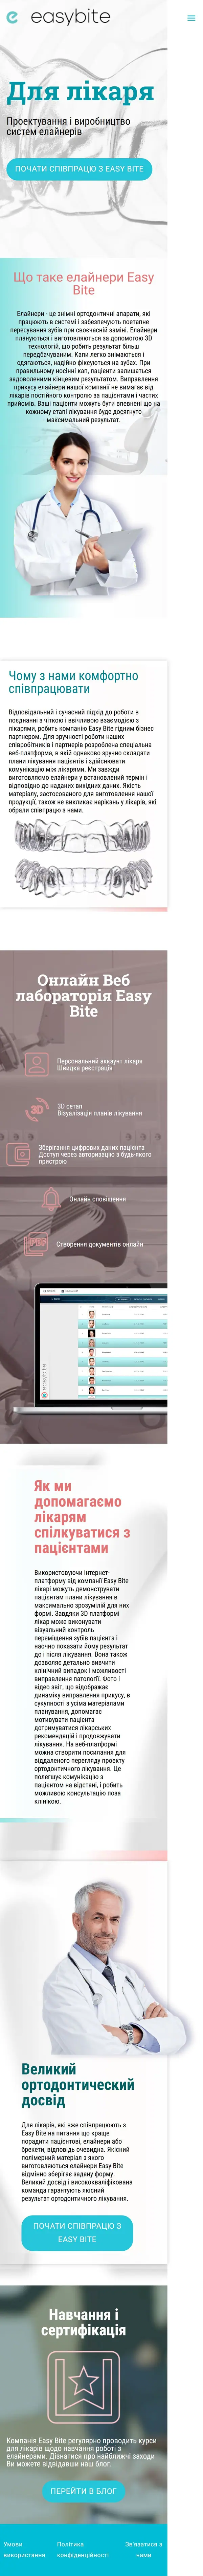 easybite
Для лікаря
Проектування і виробництво
систем елайнерів
ПОЧАТИ СПІВПРАЦЮ З EASY BITE
Що таке елайнери Easy
Bite
Елайнери - це знімні ортодонтичні апарати, які
працюють в системі і забезпечують поетапне
пересування зубів при своєчасній заміні. Елайнери
плануються і виготовляються за допомогою 3D
технологій, що робить результат більш
передбачуваним. Капи легко знімаються і
одягаються, надійно фіксуються на зубах. При
правильному носінні кап, пацієнти залишаться
задоволеними кінцевим результатом. Виправлення
прикусу елайнери нашої компанії не вимагає від
лікарів постійного контролю за пацієнтами і частих
прийомів. Ваші пацієнти можуть бути впевнені що на
кожному етапі лікування буде досягнуто
максимальний результат.
Чому з нами комфортно
співпрацювати
Відповідальний і сучасний підхід до роботи в
поєднанні з чіткою і ввічливою взаємодією з
лікарями, робить компанію Easy Bite гідним бізнес
партнером. Для зручності роботи наших
співробітників і партнерів розроблена спеціальна
веб-платформа, в якій однаково зручно складати
плани лікування пацієнтів і здійснювати
комунікацію між лікарями. Ми завжди
виготовляємо елайнери у встановлений термін і
відповідно до наданих вихідних даних. Якість
матеріалу, застосованого для виготовлення нашої
продукції, також не викликає нарікань у лікарів, які
обрали співпрацю з нами.
Онлайн Веб
лабораторія Easy
Bite
Персональний аккаунт лікаря
Швидка реєстрація
3D
3D сетап
Візуалізація планів лікування
Зберігання цифрових даних пацієнта
Доступ через авторизацію з будь-якого
пристрою
Онлайн сповіщення
PDF
Створення документів онлайн
easybite
Як ми
допомагаємо
лікарям
спілкуватися з
пацієнтами
Використовуючи інтернет-
платформу від компанії Easy Bite
лікарі можуть демонструвати
пацієнтам плани лікування в
максимально зрозумілій для них
формі. Завдяки 3D платформі
лікар може виконувати
візуальний контроль
переміщення зубів пацієнта і
наочно показати йому результат
до і після лікування. Вона також
дозволяє детально вивчити
клінічний випадок і можливості
виправлення патології. Фото і
відео звіт, що відображає
динаміку виправлення прикусу, в
сукупності з усіма матеріалами
планування, допомагає
мотивувати пацієнта
дотримуватися лікарських
рекомендацій і продовжувати
лікування. На веб-платформі
можна створити посилання для
віддаленого перегляду проекту
ортодонтичного лікування. Це
полегшує комунікацію з
пацієнтом на відстані, і робить
можливою консультацію поза
клінікою.
Великий
ортодонтический
досвід
Для лікарів, які вже співпрацюють з
Easy Bite на питання що краще
порадити пацієнтові, елайнери або
брекети, відповідь очевидна. Якісний
полімерний матеріал з якого
виготовляються елайнери Easy Bite
відмінно зберігає задану форму.
Великий досвід і висококваліфікована
команда гарантують якісний
результат ортодонтичного лікування.
ПОЧАТИ СПІВПРАЦЮ З
EASY BITE
Навчання і
сертифікація
Компанія Easy Bite регулярно проводить курси
для лікарів щодо навчання роботі з
елайнерами. Дізнатися про найближчі заходи
Ви можете відвідавши наш блог.
ПЕРЕЙТИ В БЛОГ
Умови
використання
Політика
конфіденційності
Зв'язатися з
нами